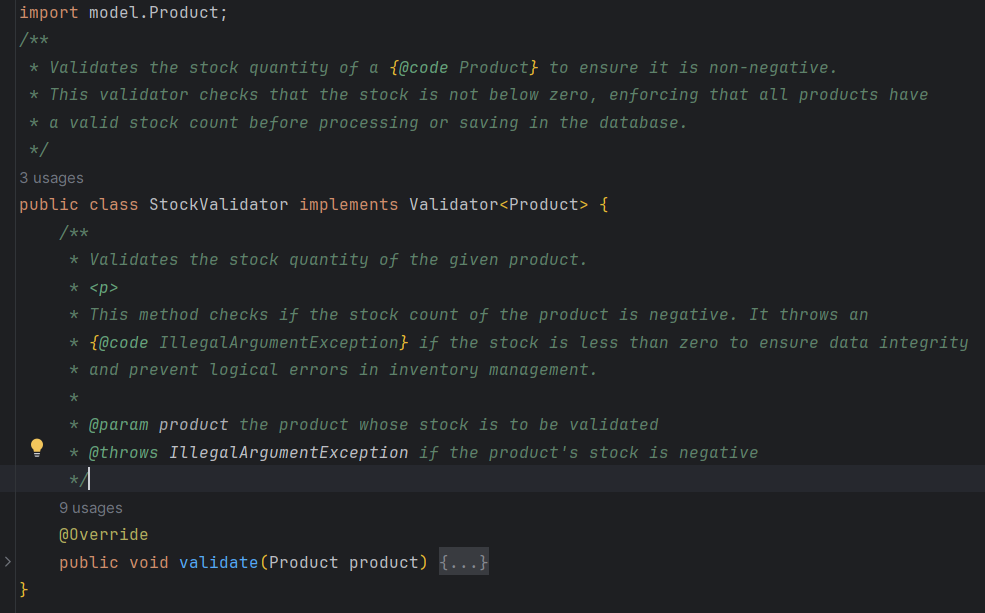 import model.Product;
/**
 * Validates the stock quantity of a {@code Product} to ensure it is non-negative.
 * This validator checks that the stock is not below zero, enforcing that all products have
 * a valid stock count before processing or saving in the database.
 */
3 usages
public class StockValidator implements Validator<Product> {
    /**
     * Validates the stock quantity of the given product.
     * <p>
     * This method checks if the stock count of the product is negative. It throws an
     * {@code IllegalArgumentException} if the stock is less than zero to ensure data integrity
     * and prevent logical errors in inventory management.
     *
     * @param product the product whose stock is to be validated
     * @throws IllegalArgumentException if the product's stock is negative
     */
    9 usages
    @Override
    public void validate(Product product) {...}
}